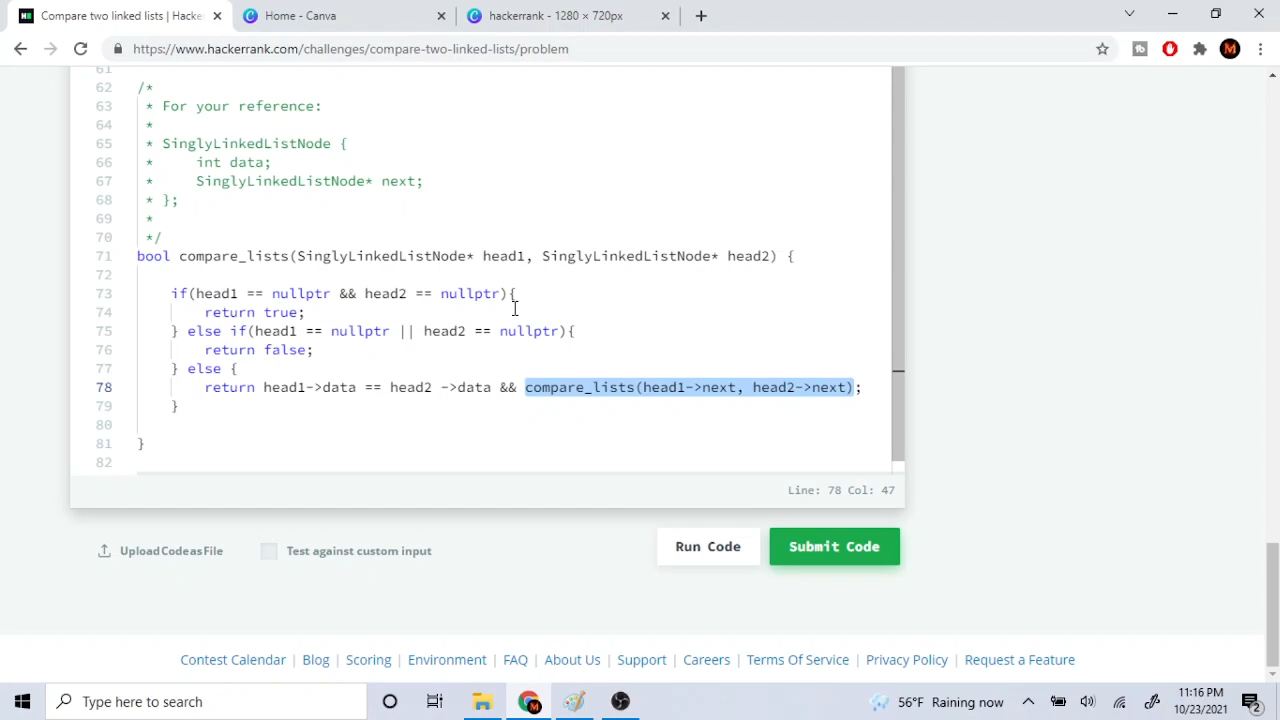 Compare two linked lists | Hacke
Home - Canva
hackerrank - 1280 × 720px
https://www.hackerrank.com/challenges/compare-two-linked-lists/problem
61
62 /*
63 * For your reference:
64 *
65 * SinglyLinkedListNode {
66 * int data;
67 * SinglyLinkedListNode* next;
68 * };
69 *
70 */
71 bool compare_lists(SinglyLinkedListNode* head1, SinglyLinkedListNode* head2) {
72
73 if(head1 == nullptr && head2 == nullptr){
74 return true;
75 } else if(head1 == nullptr || head2 == nullptr){
76 return false;
77 } else {
78 return head1->data == head2 ->data && compare_lists(head1->next, head2->next);
79 }
80
81 }
82
Line: 78 Col: 47
Upload Code as File
Test against custom input
Run Code
Submit Code
Contest Calendar | Blog | Scoring | Environment | FAQ | About Us | Support | Careers | Terms Of Service | Privacy Policy | Request a Feature
Type here to search
56°F Raining now
11:16 PM
10/23/2021
2